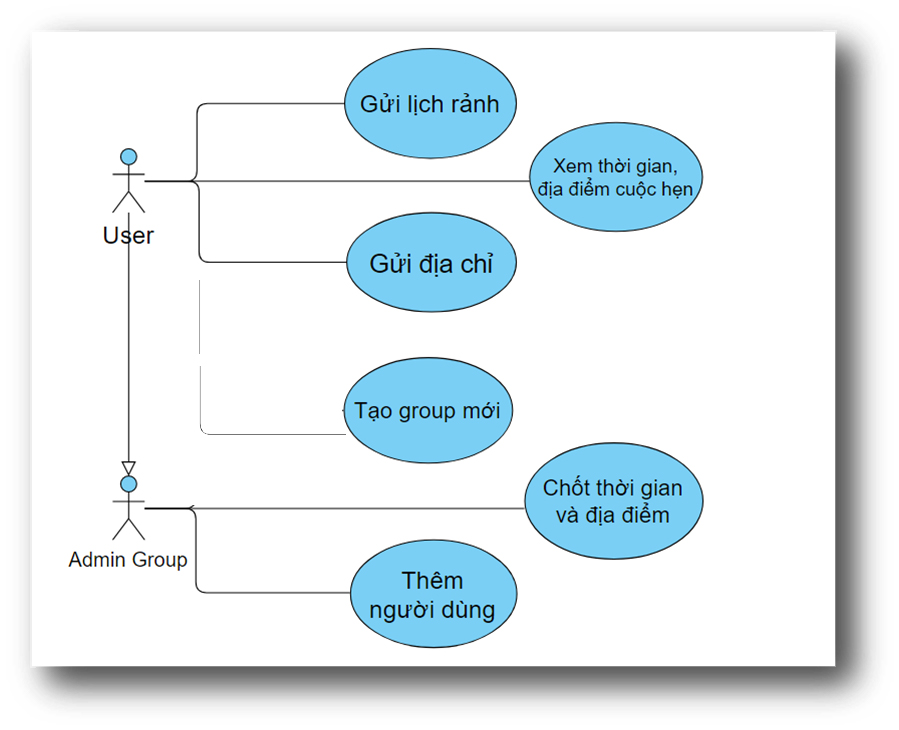 Gửi lịch rảnh
Xem thời gian,
địa điểm cuộc hẹn
User
Gửi địa chỉ
Tạo group mới
Chốt thời gian
và địa điểm
Admin Group
Thêm
người dùng